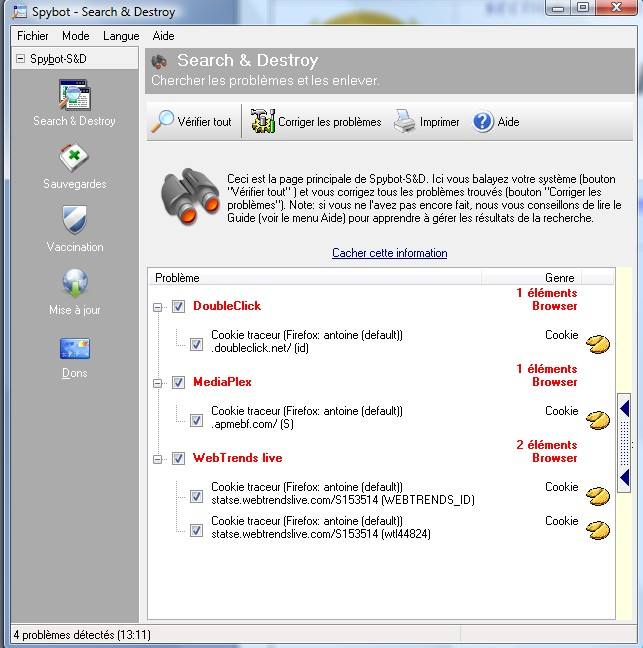 Spybot - Search & Destroy
Fichier Mode Langue Aide
Spybot-S&D
Search & Destroy
Chercher les problèmes et les enlever.
Search & Destroy
Sauvegardes
Vaccination
Mise à jour
Dons
Vérifier tout Corriger les problèmes Imprimer Aide
Ceci est la page principale de Spybot-S&D. Ici vous balayez votre système (bouton
"Vérifier tout" ) et vous corrigez tous les problèmes trouvés (bouton "Corriger les
problèmes"). Note: si vous ne l'avez pas encore fait, nous vous conseillons de lire le
Guide (voir le menu Aide) pour apprendre à gérer les résultats de la recherche.
Cacher cette information
Problème Genre
1 éléments
DoubleClick Browser
Cookie traceur (Firefox: antoine (default)) Cookie
.doubleclick.net/ (id)
1 éléments
MediaPlex Browser
Cookie traceur (Firefox: antoine (default)) Cookie
.apmebf.com/ (S)
2 éléments
WebTrends live Browser
Cookie traceur (Firefox: antoine (default)) Cookie
statse.webtrendslive.com/S153514 (WEBTRENDS_ID)
Cookie traceur (Firefox: antoine (default)) Cookie
statse.webtrendslive.com/S153514 (wtl44824)
4 problèmes détectés (13:11)